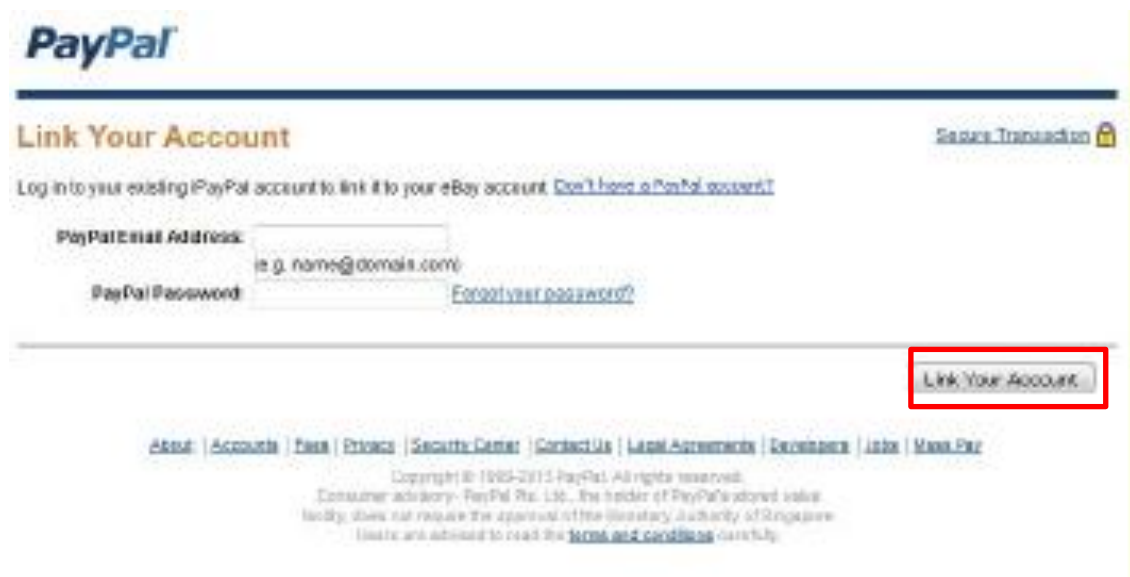 PayPal
Link Your Account
Secure Transaction
Log in to your existing PayPal account to link it to your eBay account. Don't have a PayPal account?
PayPal Email Address:
(e.g. name@domain.com)
PayPal Password: Forgot your password?
Link Your Account
About | Accounts | Fees | Privacy | Security Center | Contact Us | Legal Agreements | Developers | Jobs | Mass Pay
Copyright © 1999-2015 PayPal. All rights reserved.
Consumer advisory- PayPal Pte. Ltd., the holder of PayPal's stored value
facility, does not require the approval of the Monetary Authority of Singapore.
Users are advised to read the terms and conditions carefully.